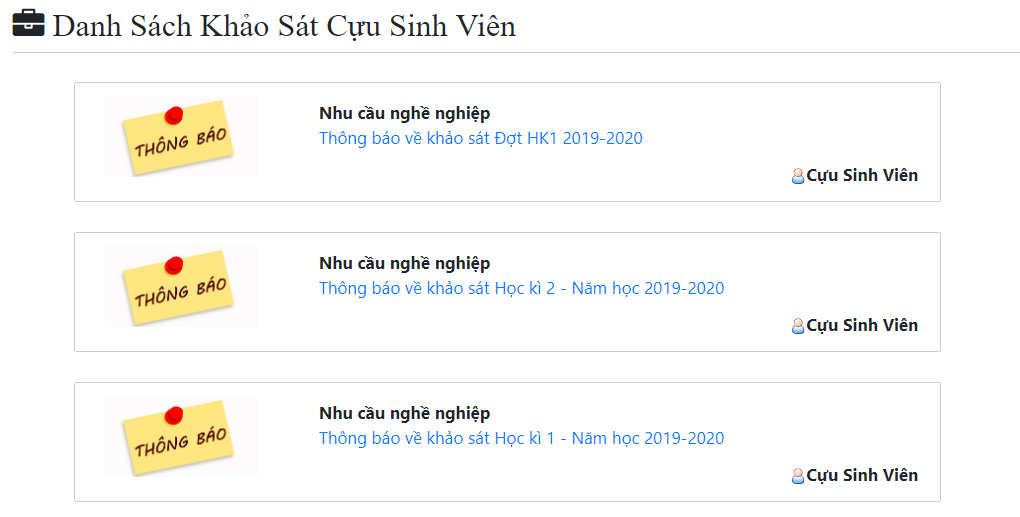 Danh Sách Khảo Sát Cựu Sinh Viên
THÔNG BÁO
Nhu cầu nghề nghiệp
Thông báo về khảo sát Đợt HK1 2019-2020
Cựu Sinh Viên
THÔNG BÁO
Nhu cầu nghề nghiệp
Thông báo về khảo sát Học kì 2 - Năm học 2019-2020
Cựu Sinh Viên
THÔNG BÁO
Nhu cầu nghề nghiệp
Thông báo về khảo sát Học kì 1 - Năm học 2019-2020
Cựu Sinh Viên